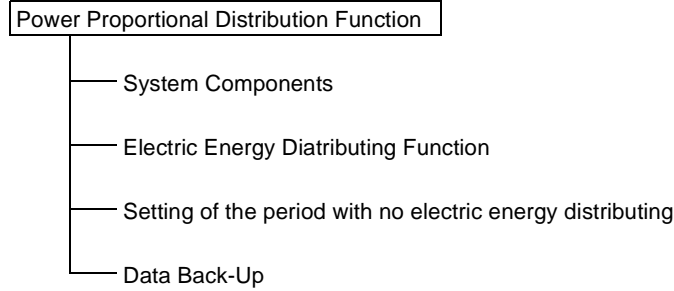 Power Proportional Distribution Function
System Components
Electric Energy Diatributing Function
Setting of the period with no electric energy distributing
Data Back-Up